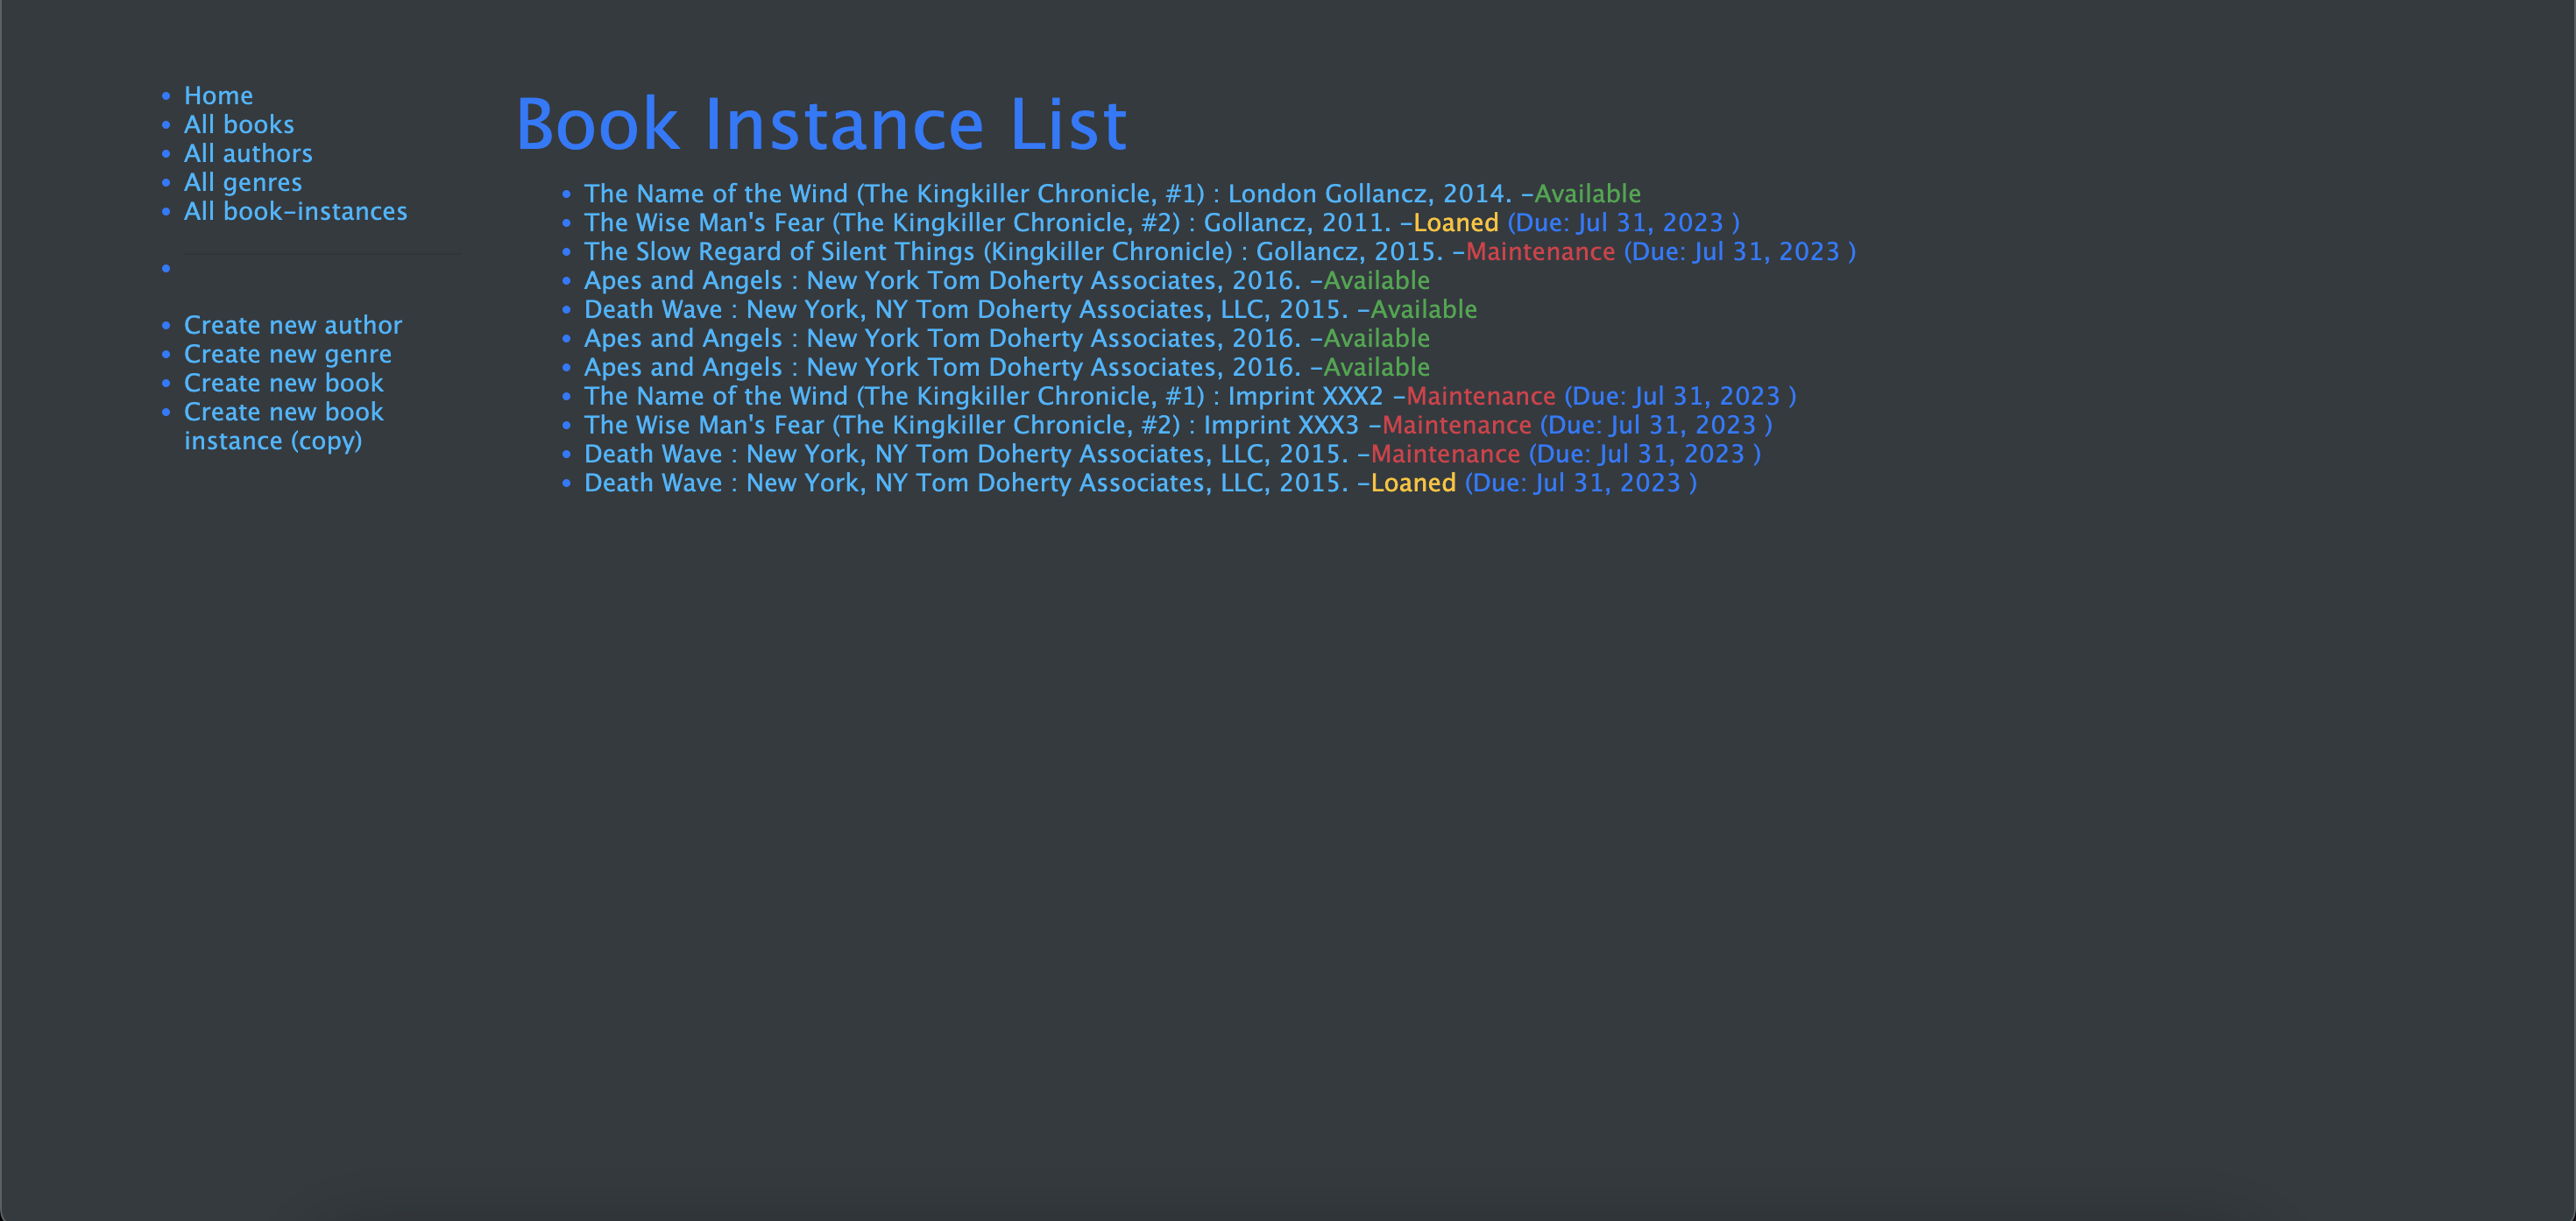 Home
All books
All authors
All genres
All book-instances
Create new author
Create new genre
Create new book
Create new book
instance (copy)
Book Instance List
The Name of the Wind (The Kingkiller Chronicle, #1) : London Gollancz, 2014. -Available
The Wise Man's Fear (The Kingkiller Chronicle, #2) : Gollancz, 2011. -Loaned (Due: Jul 31, 2023 )
The Slow Regard of Silent Things (Kingkiller Chronicle) : Gollancz, 2015. -Maintenance (Due: Jul 31, 2023 )
Apes and Angels : New York Tom Doherty Associates, 2016. -Available
Death Wave : New York, NY Tom Doherty Associates, LLC, 2015. -Available
Apes and Angels : New York Tom Doherty Associates, 2016. -Available
Apes and Angels : New York Tom Doherty Associates, 2016. -Available
The Name of the Wind (The Kingkiller Chronicle, #1) : Imprint XXX2 -Maintenance (Due: Jul 31, 2023 )
The Wise Man's Fear (The Kingkiller Chronicle, #2) : Imprint XXX3 -Maintenance (Due: Jul 31, 2023 )
Death Wave : New York, NY Tom Doherty Associates, LLC, 2015. -Maintenance (Due: Jul 31, 2023 )
Death Wave : New York, NY Tom Doherty Associates, LLC, 2015. -Loaned (Due: Jul 31, 2023 )